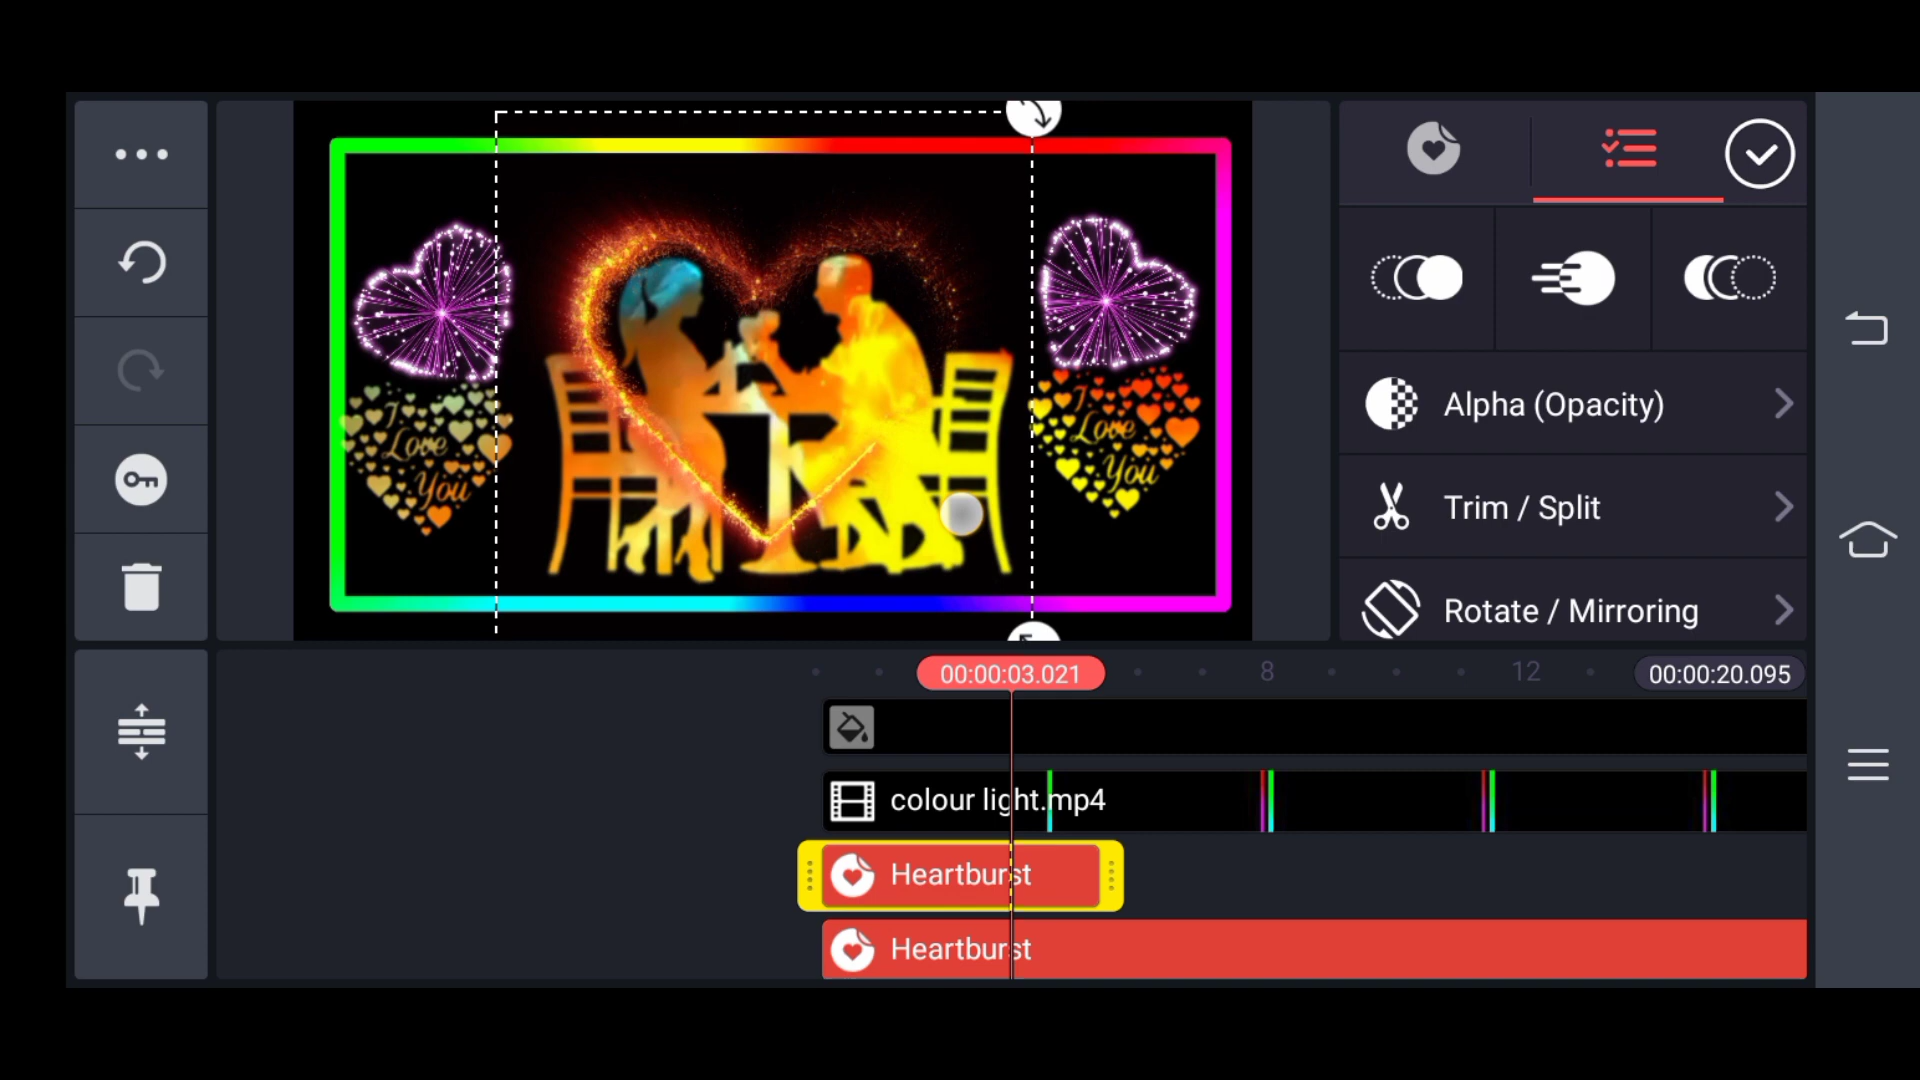 I
Love
You
I
Love
You
Alpha (Opacity)
Trim / Split
Rotate / Mirroring
00:00:03.021
8
12
00:00:20.095
colour light.mp4
Heartburst
Heartburst